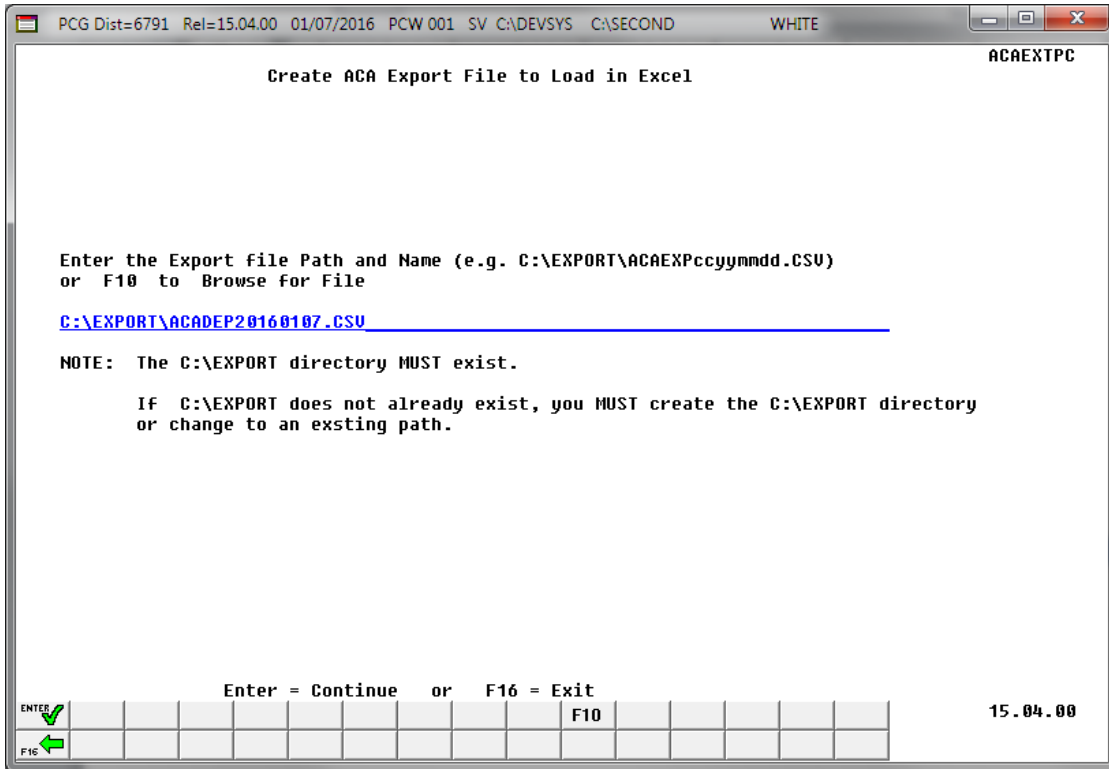 PCG Dist=6791 Rel=15.04.00 01/07/2016 PCW 001 SV C:\DEVSYS C:\SECOND WHITE
ACAEXTPC
Create ACA Export File to Load in Excel
Enter the Export file Path and Name (e.g. C:\EXPORT\ACAEXPccyymmdd.CSV)
or F10 to Browse for File
C:\EXPORT\ACADEP20160107.CSV
NOTE: The C:\EXPORT directory MUST exist.
If C:\EXPORT does not already exist, you MUST create the C:\EXPORT directory
or change to an exsting path.
Enter = Continue or F16 = Exit
ENTER F10 15.04.00
F16